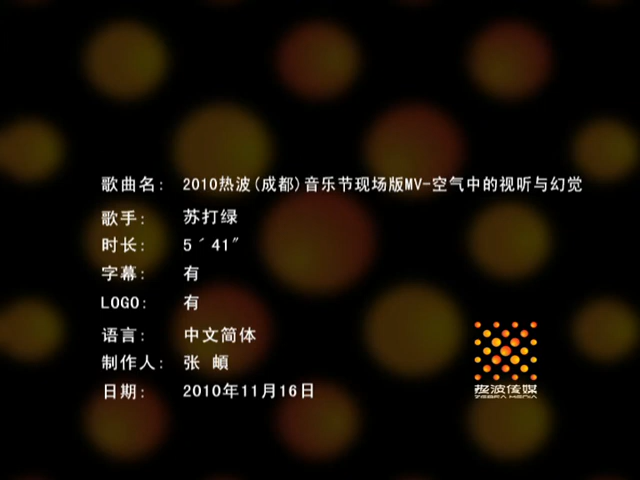 歌曲名: 2010热波(成都)音乐节现场版MV-空气中的视听与幻觉
歌手: 苏打绿
时长: 5´41″
字幕: 有
LOGO: 有
语言: 中文简体
制作人: 张 頔
日期: 2010年11月16日
热波传媒
ZEBRA MEDIA